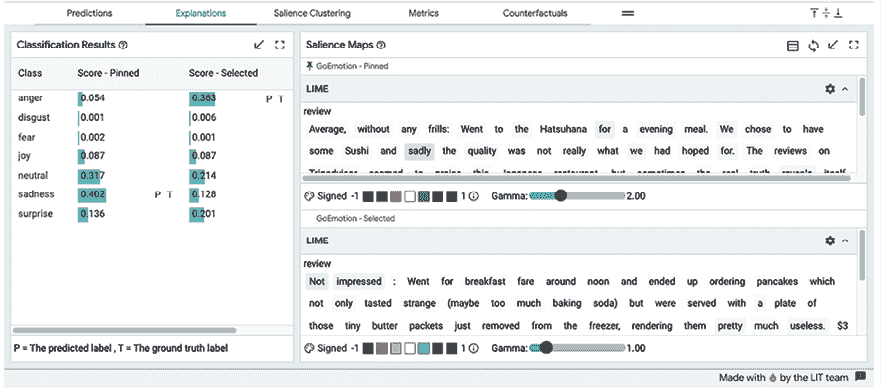 Predictions Explanations Salience Clustering Metrics Counterfactuals
Classification Results
Class Score - Pinned Score - Selected
anger 0.054 0.363 P T
disgust 0.001 0.006
fear 0.002 0.001
joy 0.087 0.087
neutral 0.317 0.214
sadness 0.402 P T 0.128
surprise 0.136 0.201
P = The predicted label , T = The ground truth label
Salience Maps
GoEmotion - Pinned
LIME
review
Average, without any frills: Went to the Hatsuhana for a evening meal. We chose to have
some Sushi and sadly the quality was not really what we had hoped for. The reviews on
Signed -1 1 Gamma: 2.00
GoEmotion - Selected
LIME
review
Not impressed : Went for breakfast fare around noon and ended up ordering pancakes which
not only tasted strange (maybe too much baking soda) but were served with a plate of
those tiny butter packets just removed from the freezer, rendering them pretty much useless. $3
Signed -1 1 Gamma: 1.00
Made with by the LIT team